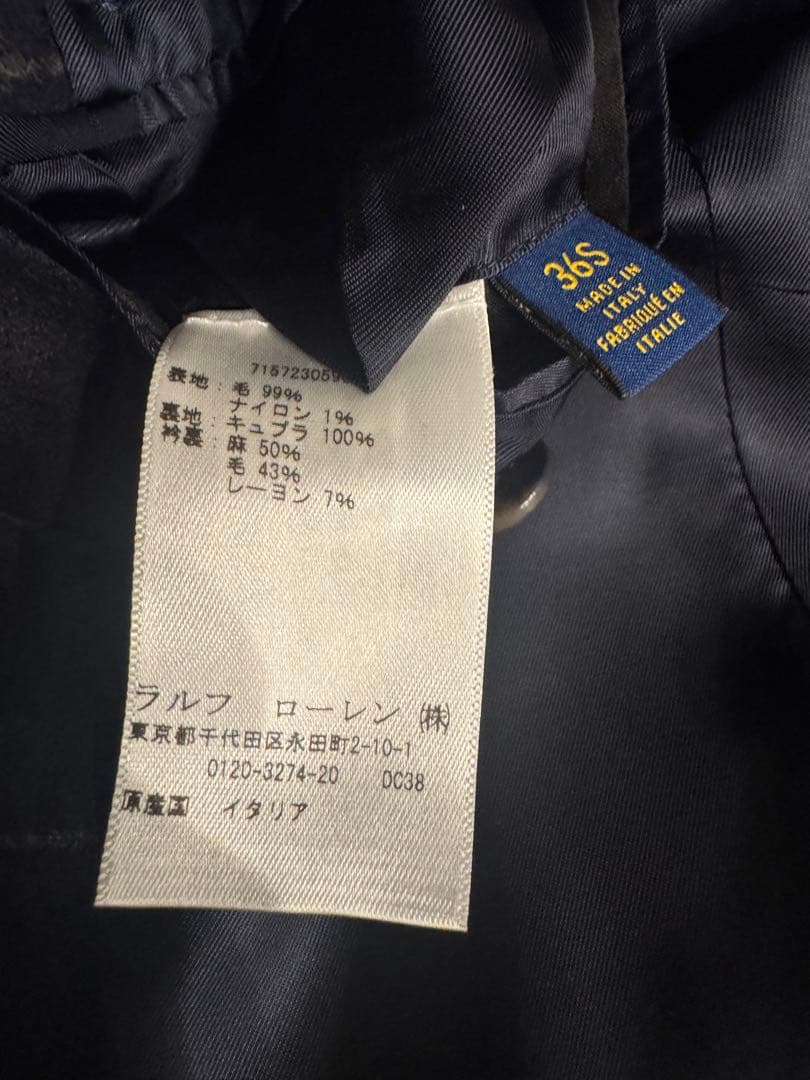 36S
MADE IN
ITALY
FABRIQUÉ EN
ITALIE
715723059
表地:毛 99%
ナイロン 1%
裏地:キュプラ 100%
衿裏:麻 50%
毛 43%
レーヨン 7%
ラルフ ローレン ㈱
東京都千代田区永田町2-10-1
0120-3274-20 DC38
原産国 イタリア